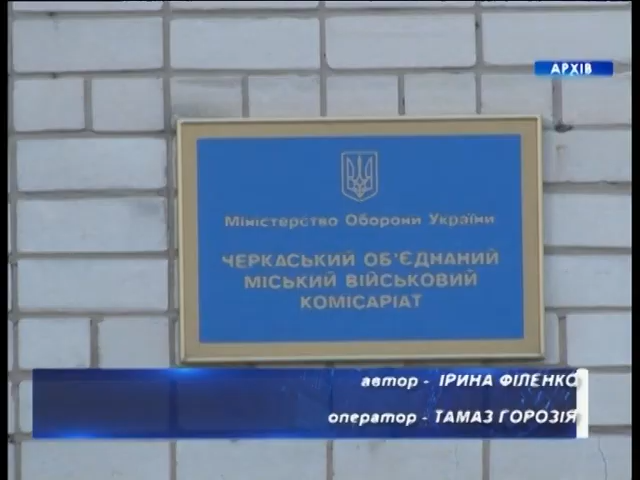 АРХІВ
Міністерство Оборони України
ЧЕРКАСЬКИЙ ОБ'ЄДНАНИЙ
МІСЬКИЙ ВІЙСЬКОВИЙ
КОМІСАРІАТ
автор - ІРИНА ФІЛЕНКО
оператор - ТАМАЗ ГОРОЗІЯ